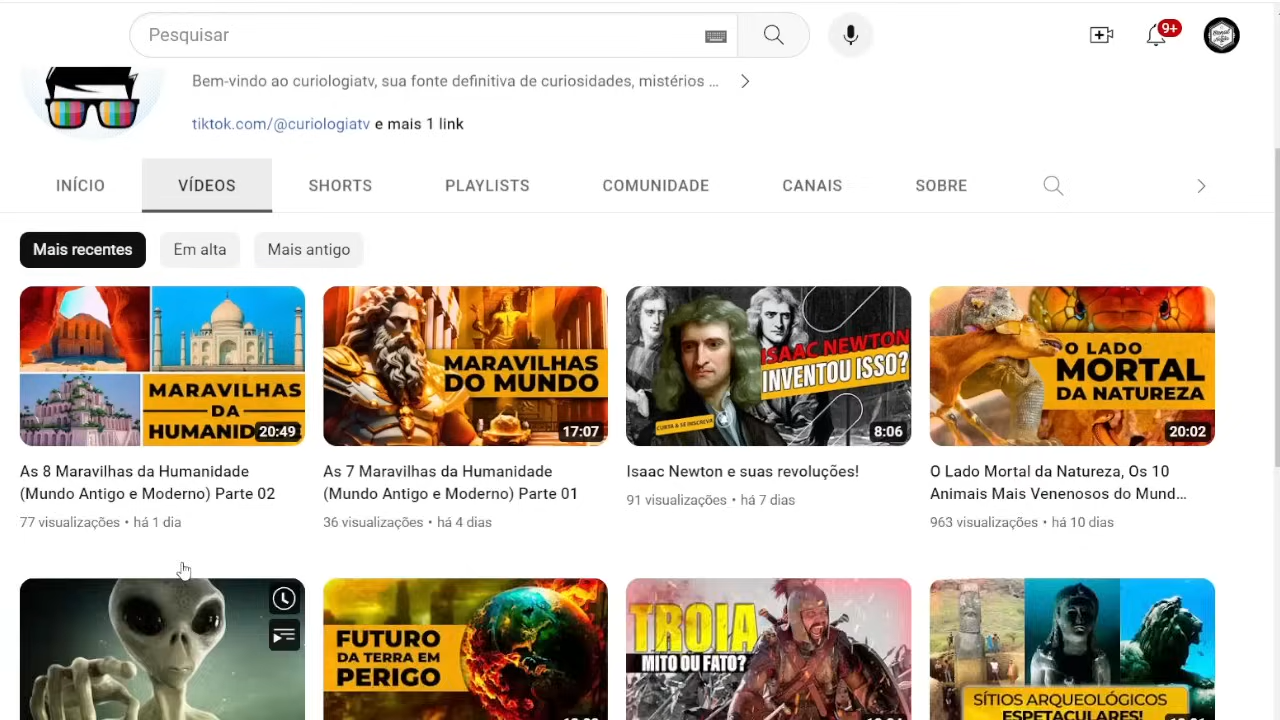 Pesquisar
9+
Bem-vindo ao curiologiatv, sua fonte definitiva de curiosidades, mistérios ...
tiktok.com/@curiologiatv e mais 1 link
INÍCIO
VÍDEOS
SHORTS
PLAYLISTS
COMUNIDADE
CANAIS
SOBRE
Mais recentes
Em alta
Mais antigo
MARAVILHAS
DA
HUMANID
20:49
MARAVILHAS
DO MUNDO
17:07
ISAAC NEWTON
INVENTOU ISSO?
CURTA & SE INSCREVA
8:06
O LADO
MORTAL
DA NATUREZA
20:02
As 8 Maravilhas da Humanidade
(Mundo Antigo e Moderno) Parte 02
77 visualizações • há 1 dia
As 7 Maravilhas da Humanidade
(Mundo Antigo e Moderno) Parte 01
36 visualizações • há 4 dias
Isaac Newton e suas revoluções!
91 visualizações • há 7 dias
O Lado Mortal da Natureza, Os 10
Animais Mais Venenosos do Mund...
963 visualizações • há 10 dias
FUTURO
DA TERRA EM
PERIGO
TROIA
MITO OU FATO?
SÍTIOS ARQUEOLÓGICOS
ESPETACULARES!